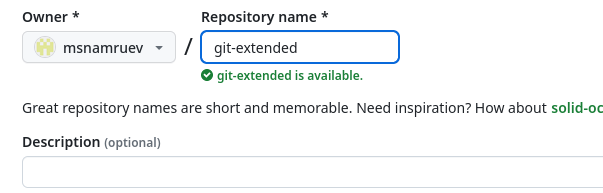 Owner * Repository name *
msnamruev / git-extended
git-extended is available.
Great repository names are short and memorable. Need inspiration? How about solid-oc
Description (optional)